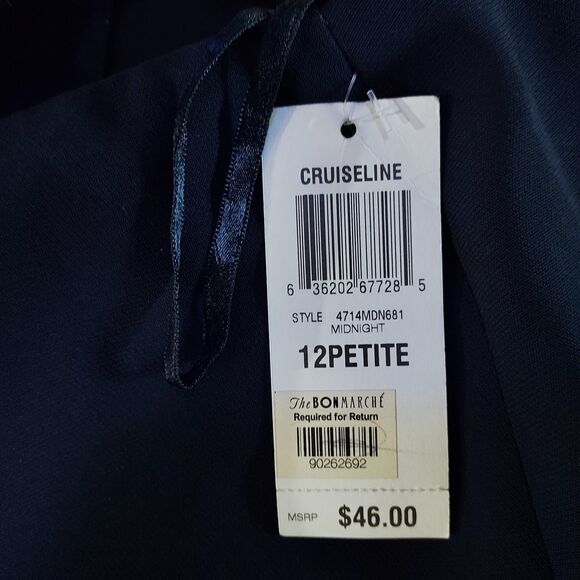 CRUISELINE
6 36202 67728 5
STYLE 4714MDN681
MIDNIGHT
12PETITE
The BON MARCHÉ
Required for Return
90262692
MSRP $46.00